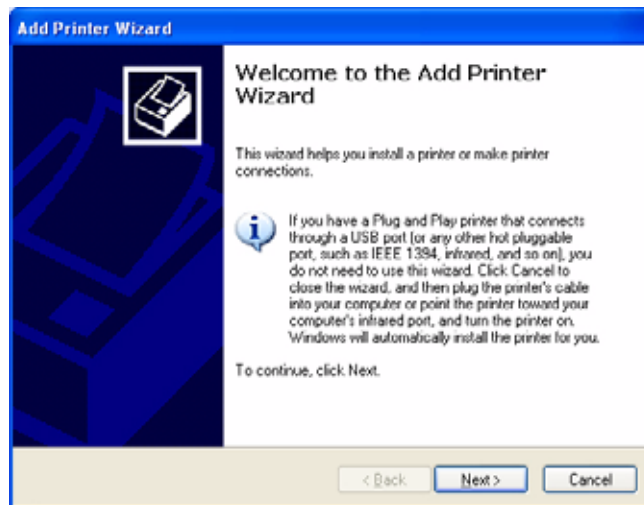 Add Printer Wizard
Welcome to the Add Printer
Wizard
This wizard helps you install a printer or make printer
connections.
If you have a Plug and Play printer that connects
through a USB port (or any other hot pluggable
port, such as IEEE 1394, infrared, and so on), you
do not need to use this wizard. Click Cancel to
close the wizard, and then plug the printer's cable
into your computer or point the printer toward your
computer's infrared port, and turn the printer on.
Windows will automatically install the printer for you.
To continue, click Next.
< Back Next > Cancel